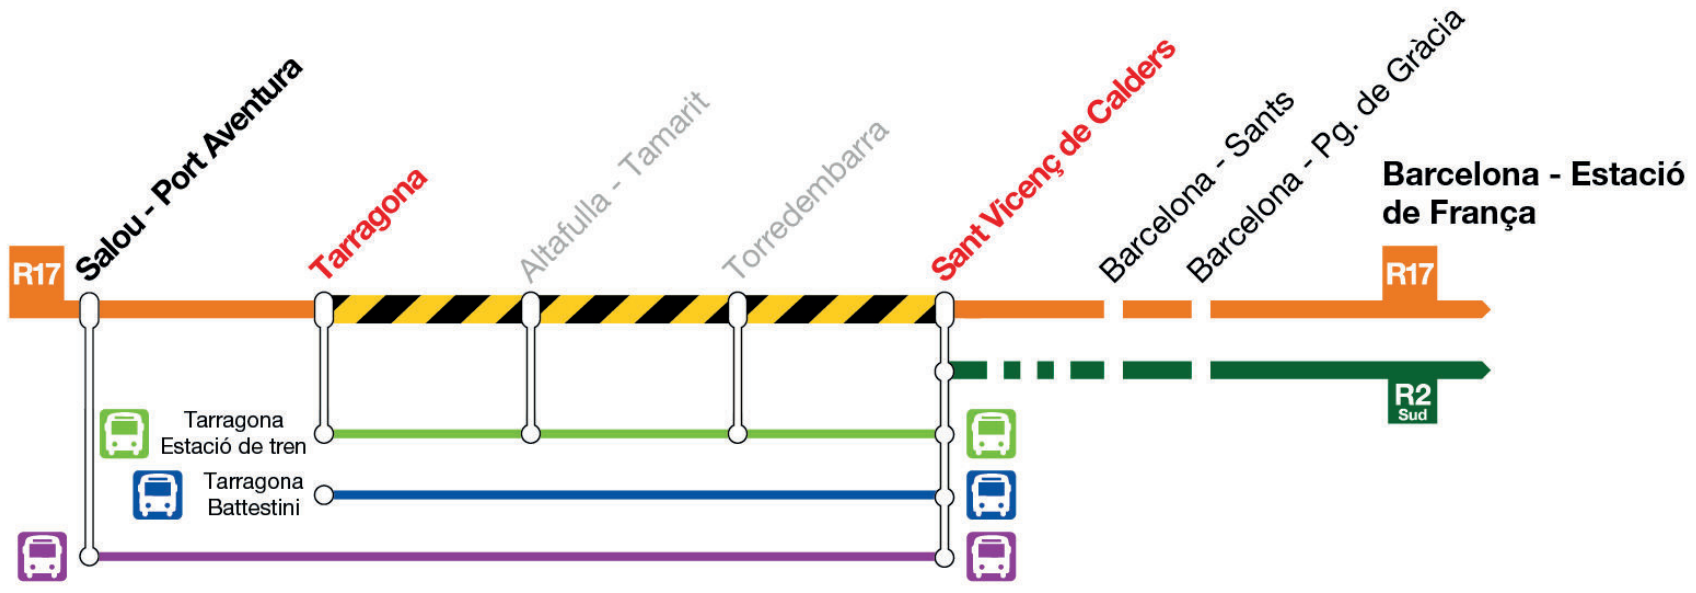 R17
Salou - Port Aventura
Tarragona
Altafulla - Tamarit
Torredembarra
Sant Vicenç de Calders
Barcelona - Sants
Barcelona - Pg. de Gràcia
Barcelona - Estació
de França
R17
R2
Sud
Tarragona
Estació de tren
Tarragona
Battestini